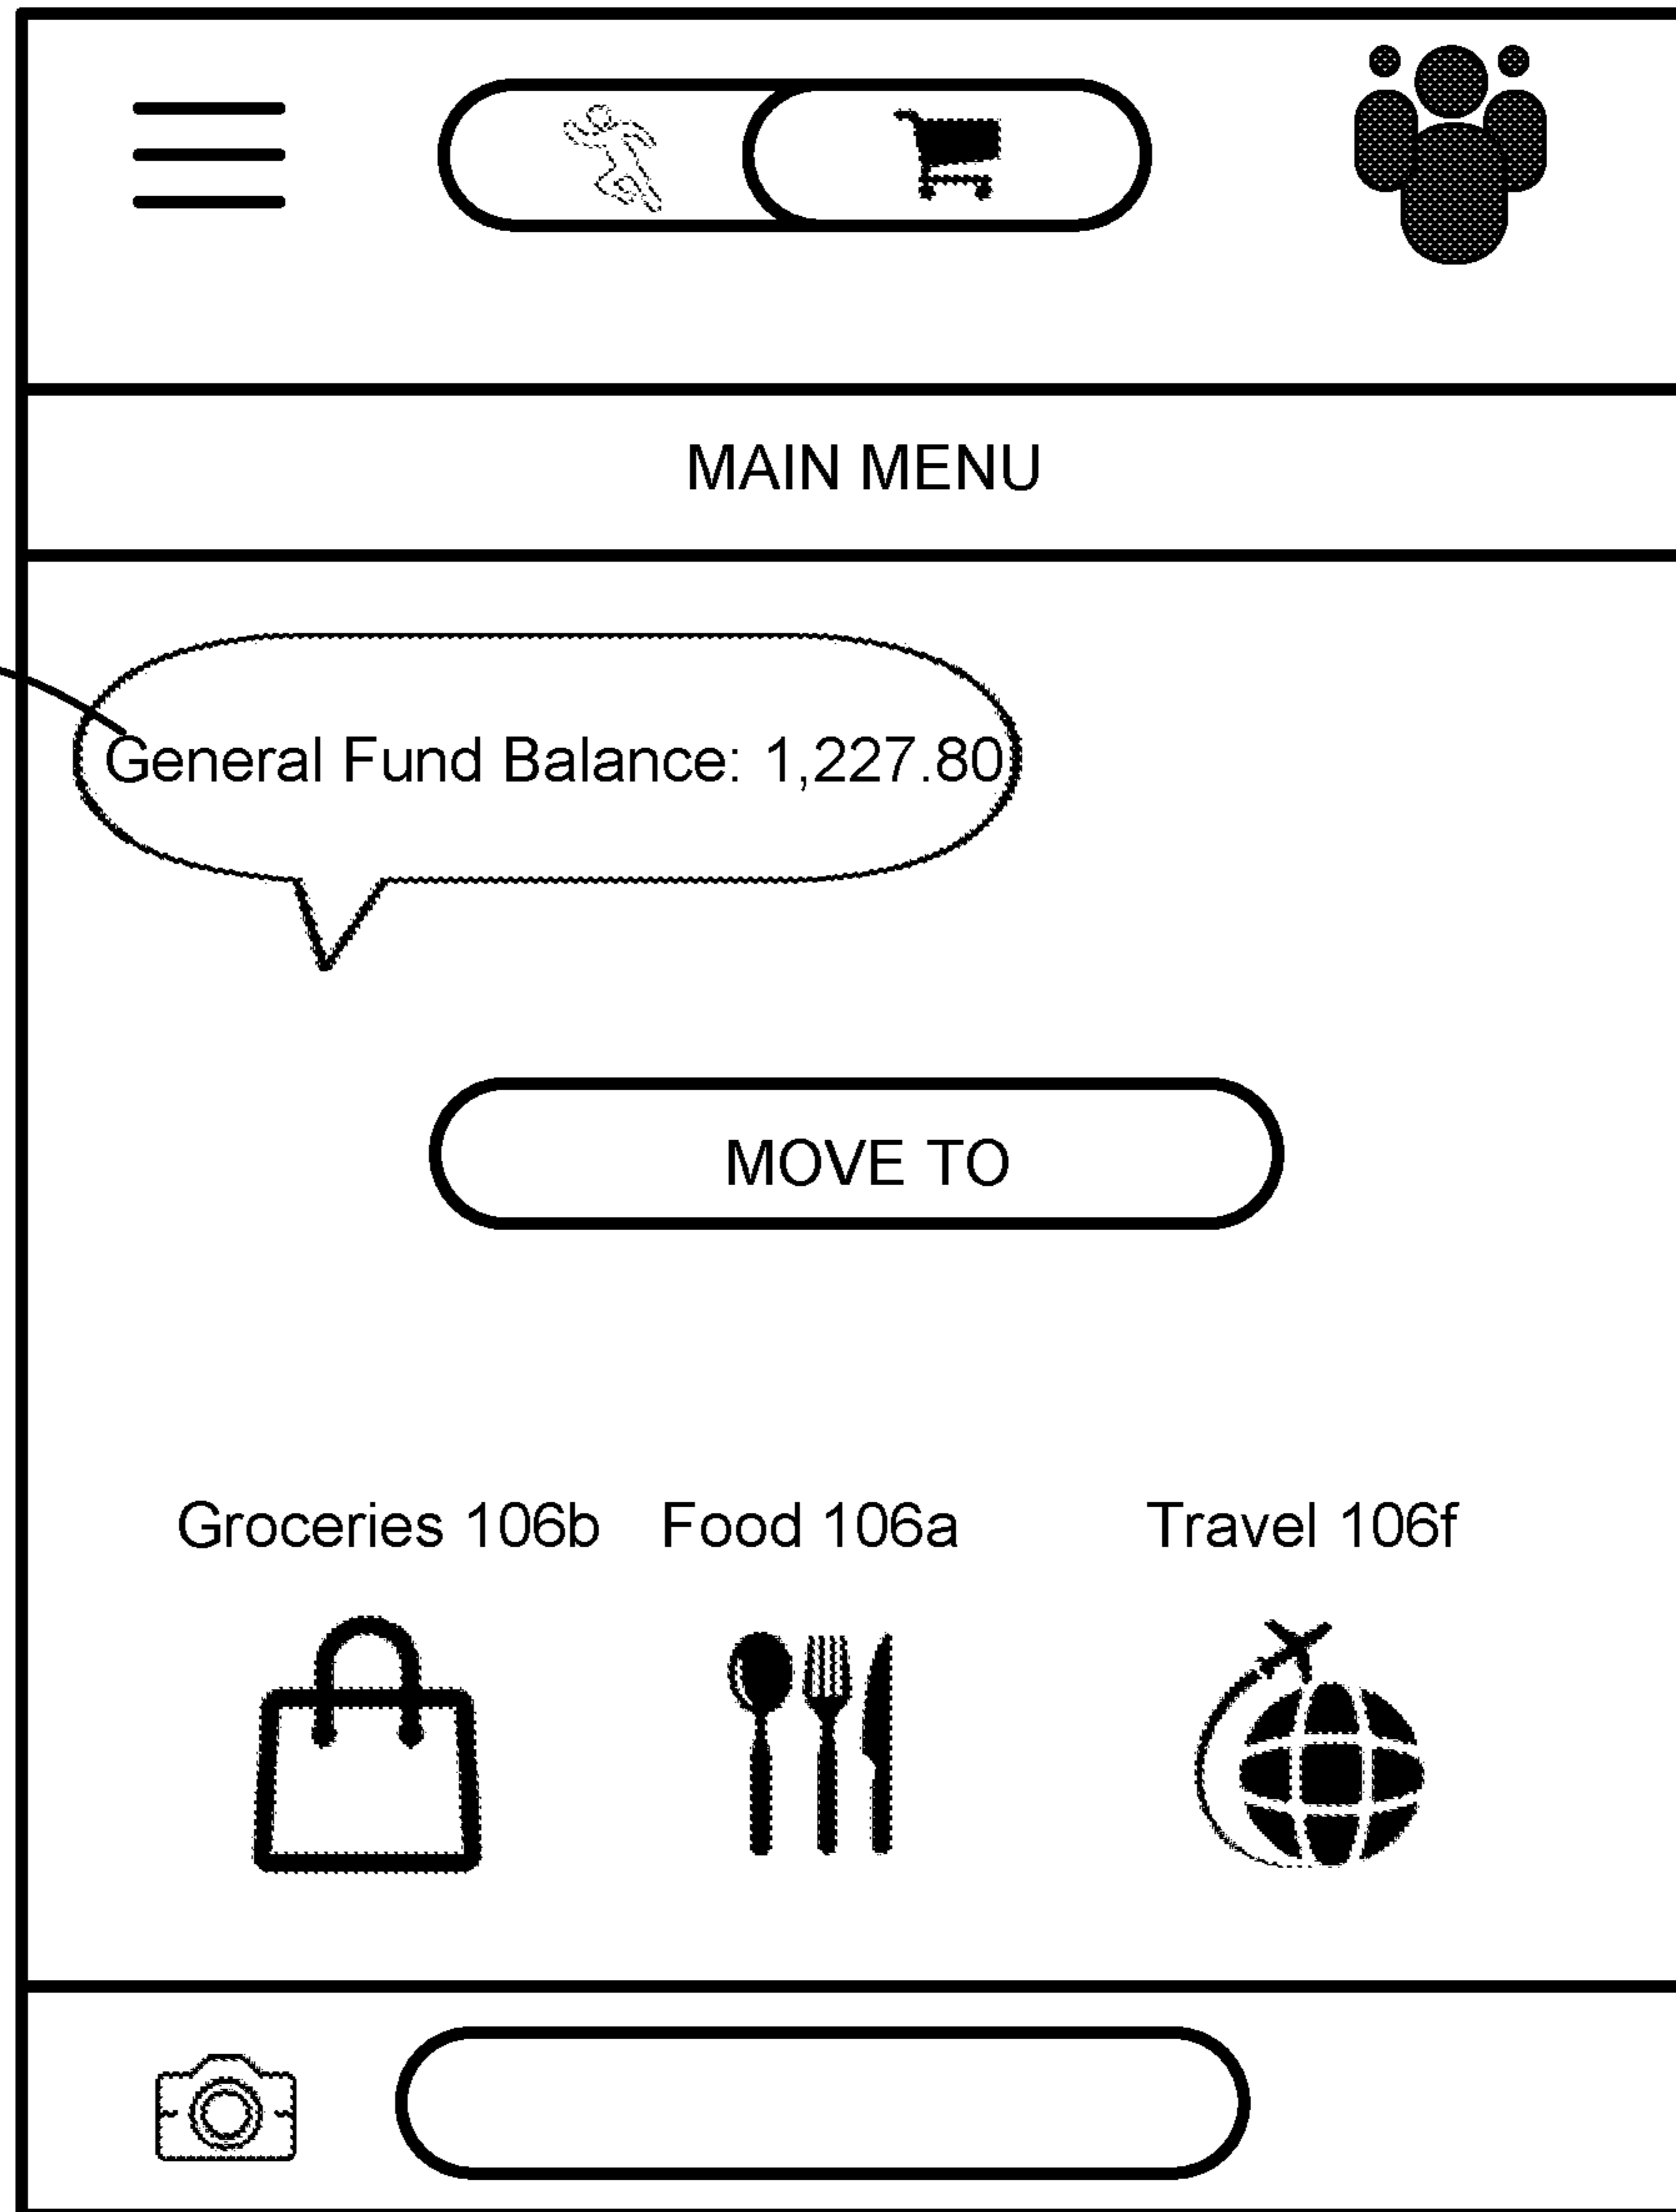 MAIN MENU
General Fund Balance: 1,227.80
MOVE TO
Groceries 106b Food 106a Travel 106f